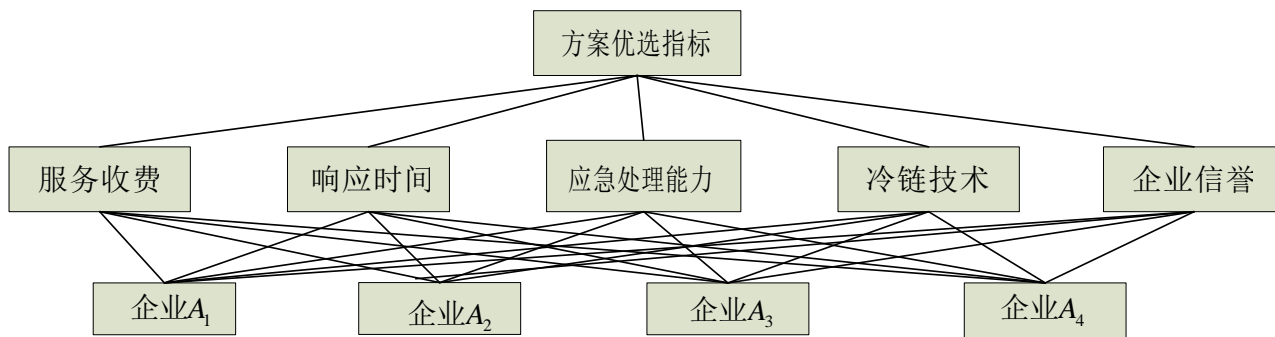 方案优选指标
服务收费
响应时间
应急处理能力
冷链技术
企业信誉
企业A₁
企业A₂
企业A₃
企业A₄